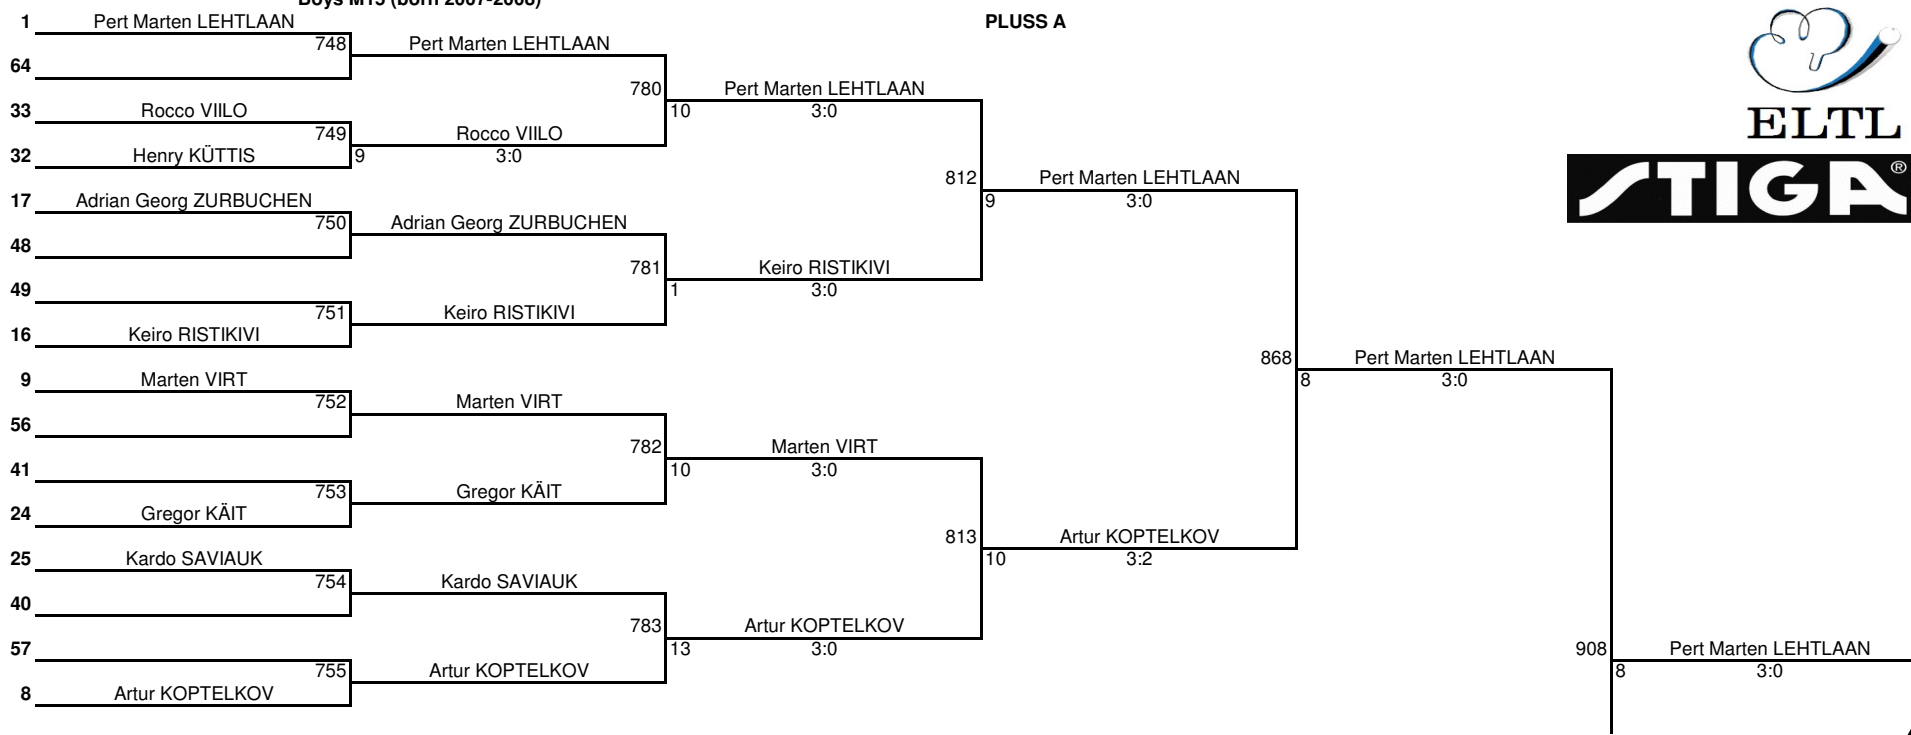 Boys M15 (born 2007-2008)
PLUSS A
1 Pert Marten LEHTLAAN
748 Pert Marten LEHTLAAN
64
780 Pert Marten LEHTLAAN
10 3:0
33 Rocco VIILO
749 Rocco VIILO
32 Henry KÜTTIS 9 3:0
812 Pert Marten LEHTLAAN
9 3:0
17 Adrian Georg ZURBUCHEN
750 Adrian Georg ZURBUCHEN
48
781 Keiro RISTIKIVI
1 3:0
49
751 Keiro RISTIKIVI
16 Keiro RISTIKIVI
868 Pert Marten LEHTLAAN
8 3:0
9 Marten VIRT
752 Marten VIRT
56
782 Marten VIRT
10 3:0
41
753 Gregor KÄIT
24 Gregor KÄIT
813 Artur KOPTELKOV
10 3:2
25 Kardo SAVIAUK
754 Kardo SAVIAUK
40
783 Artur KOPTELKOV
13 3:0
57
755 Artur KOPTELKOV
8 Artur KOPTELKOV
908 Pert Marten LEHTLAAN
8 3:0
ELTL
STIGA®